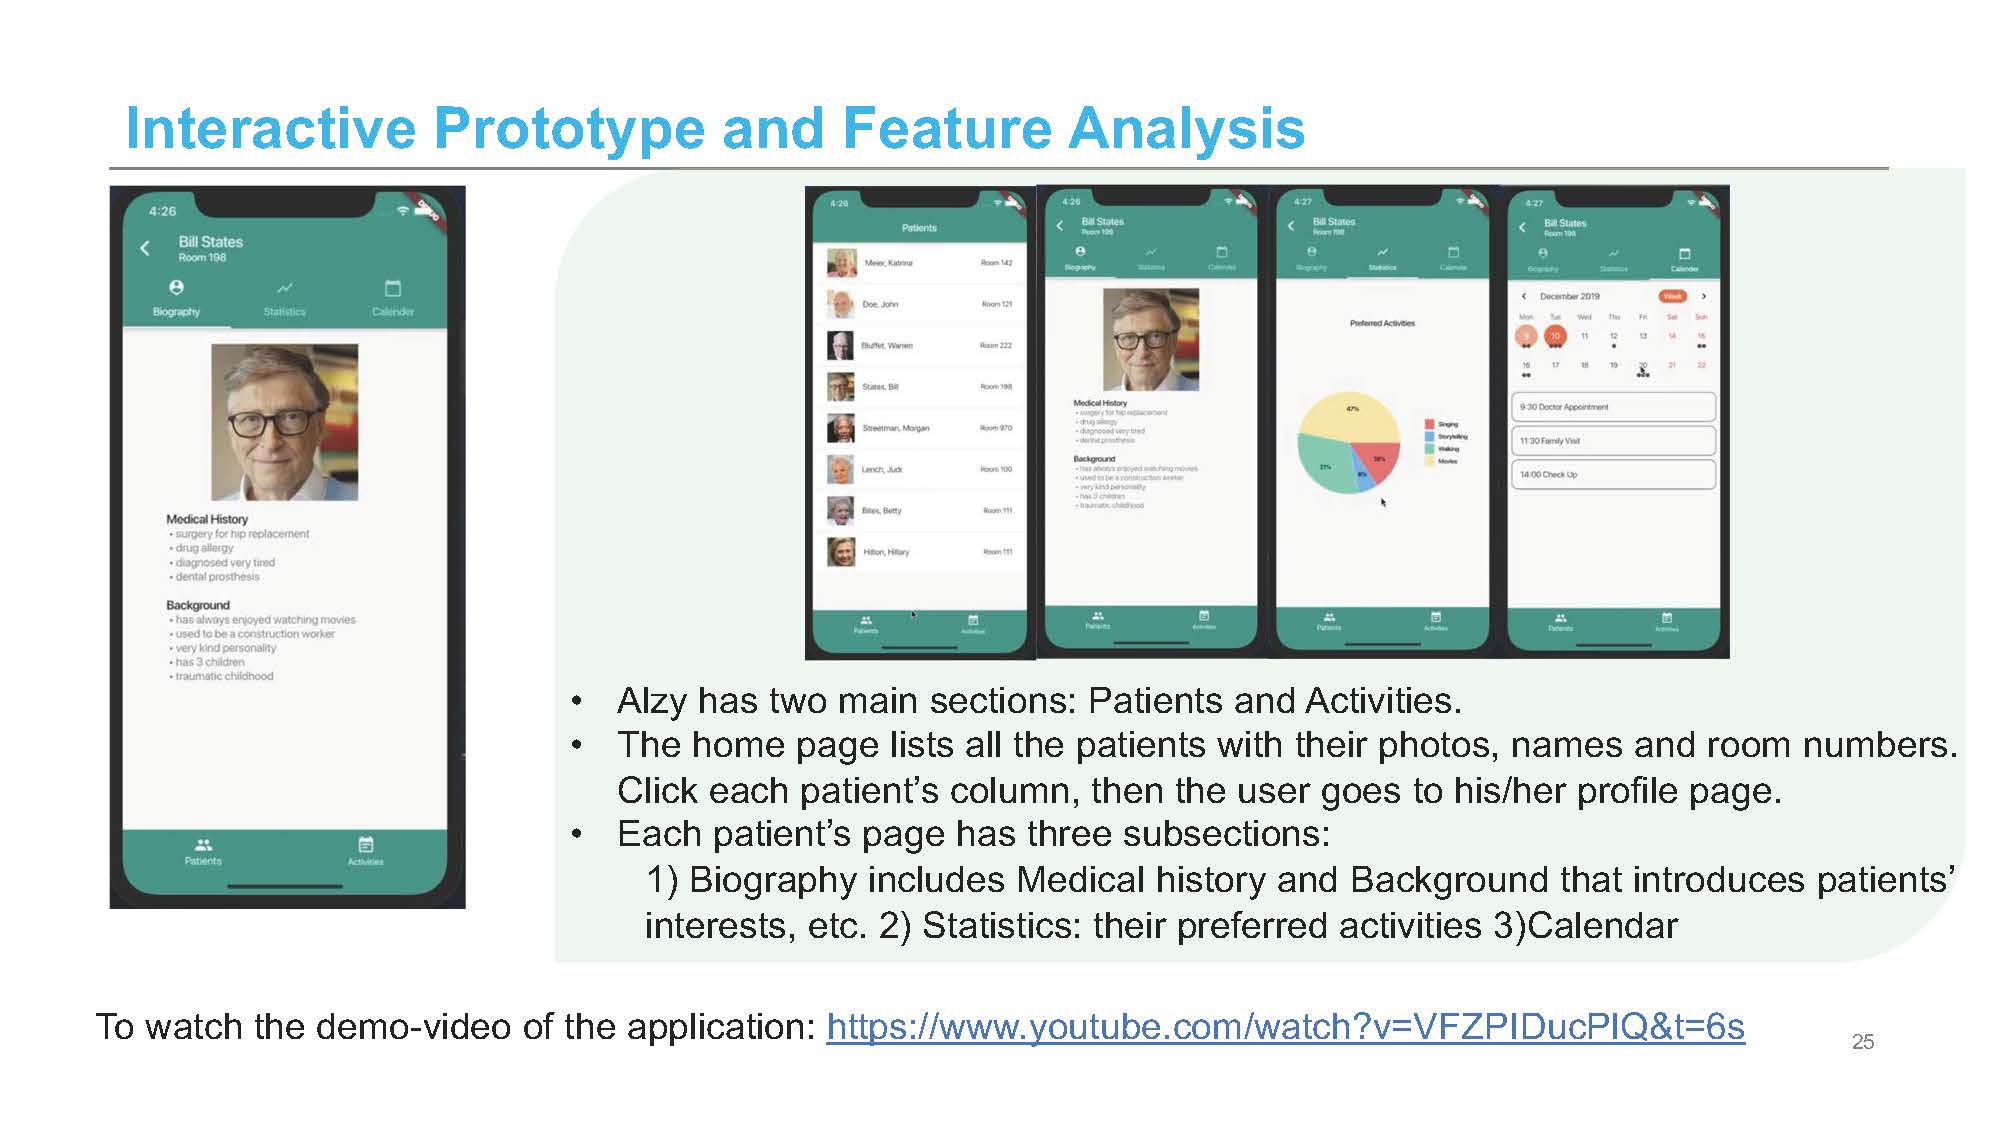 Interactive Prototype and Feature Analysis
4:26
Bill States
Room 198
Biography
Statistics
Calender
Medical History
• surgery for hip replacement
• drug allergy
• diagnosed very tired
• dental prosthesis
Background
• has always enjoyed watching movies
• used to be a construction worker
• very kind personality
• has 3 children
• traumatic childhood
Patients
Activities
4:26
Patients
Meier, Katrina Room 142
Doe, John Room 121
Bluffet, Warren Room 222
States, Bill Room 198
Streetman, Morgan Room 970
Lench, Judi Room 100
Bites, Betty Room 111
Hilton, Hillary Room 111
Patients
Activities
4:26
Bill States
Room 198
Biography
Statistics
Calender
Medical History
• surgery for hip replacement
• drug allergy
• diagnosed very tired
• dental prosthesis
Background
• has always enjoyed watching movies
• used to be a construction worker
• very kind personality
• has 3 children
• traumatic childhood
Patients
Activities
4:27
Bill States
Room 198
Biography
Statistics
Calender
Preferred Activities
47%
Singing
Storytelling
Walking
Movies
Patients
Activities
4:27
Bill States
Room 198
Biography
Statistics
Calender
December 2019 Week
Mon Tue Wed Thu Fri Sat Sun
9 10 11 12 13 14 15
16 17 18 19 20 21 22
9:30 Doctor Appointment
11:30 Family Visit
14:00 Check Up
Patients
Activities
• Alzy has two main sections: Patients and Activities.
• The home page lists all the patients with their photos, names and room numbers.
Click each patient’s column, then the user goes to his/her profile page.
• Each patient’s page has three subsections:
1) Biography includes Medical history and Background that introduces patients’
interests, etc. 2) Statistics: their preferred activities 3)Calendar
To watch the demo-video of the application: https://www.youtube.com/watch?v=VFZPIDucPIQ&t=6s
25